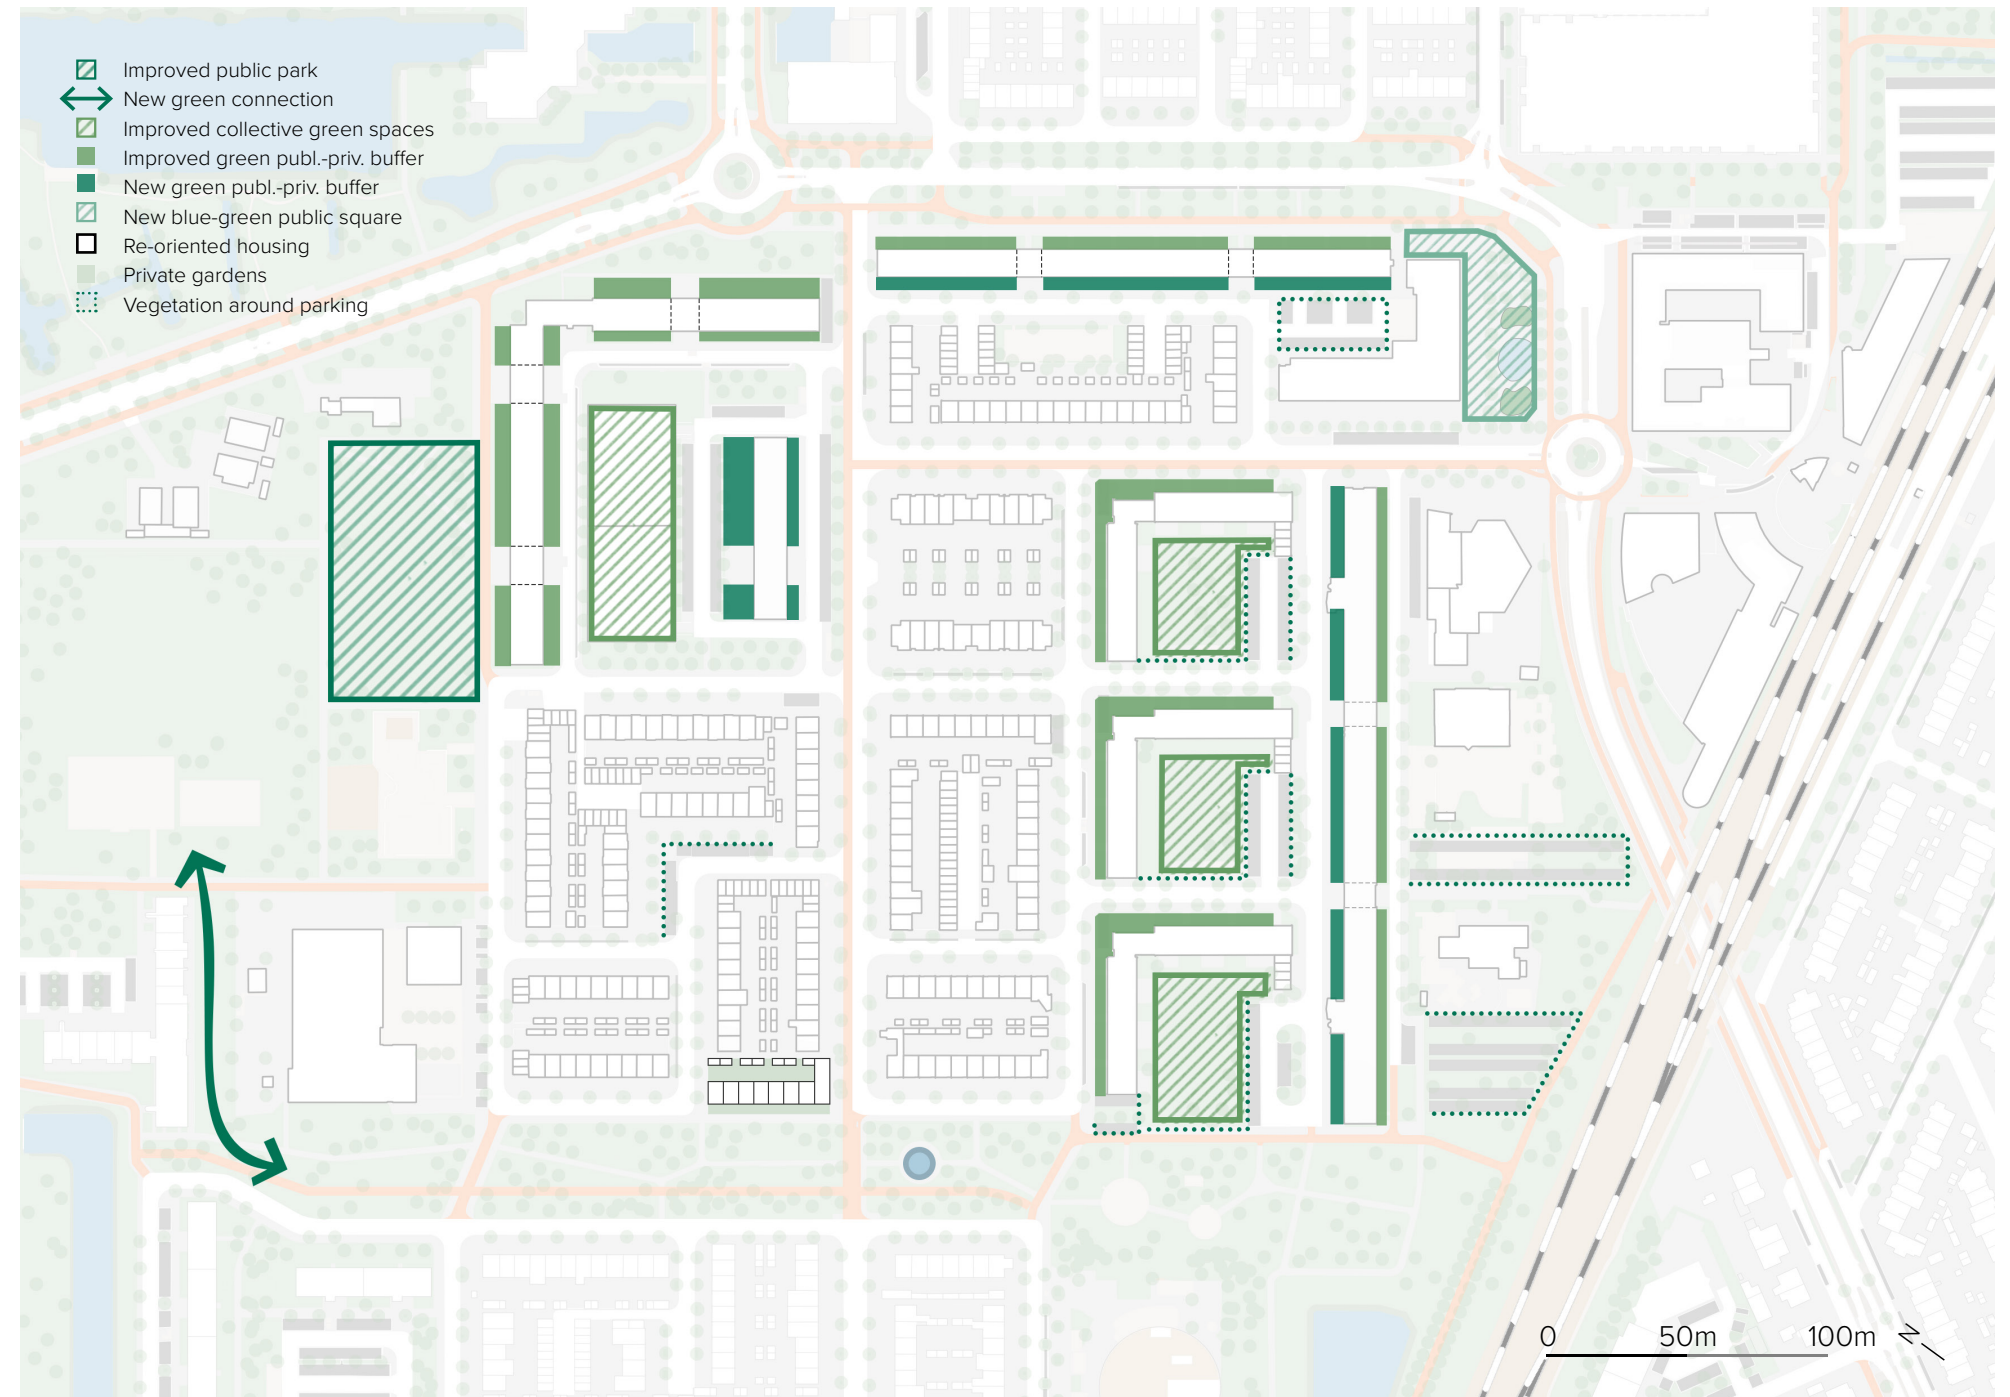 Improved public park
New green connection
Improved collective green spaces
Improved green publ.-priv. buffer
New green publ.-priv. buffer
New blue-green public square
Re-oriented housing
Private gardens
Vegetation around parking
0 50m 100m N